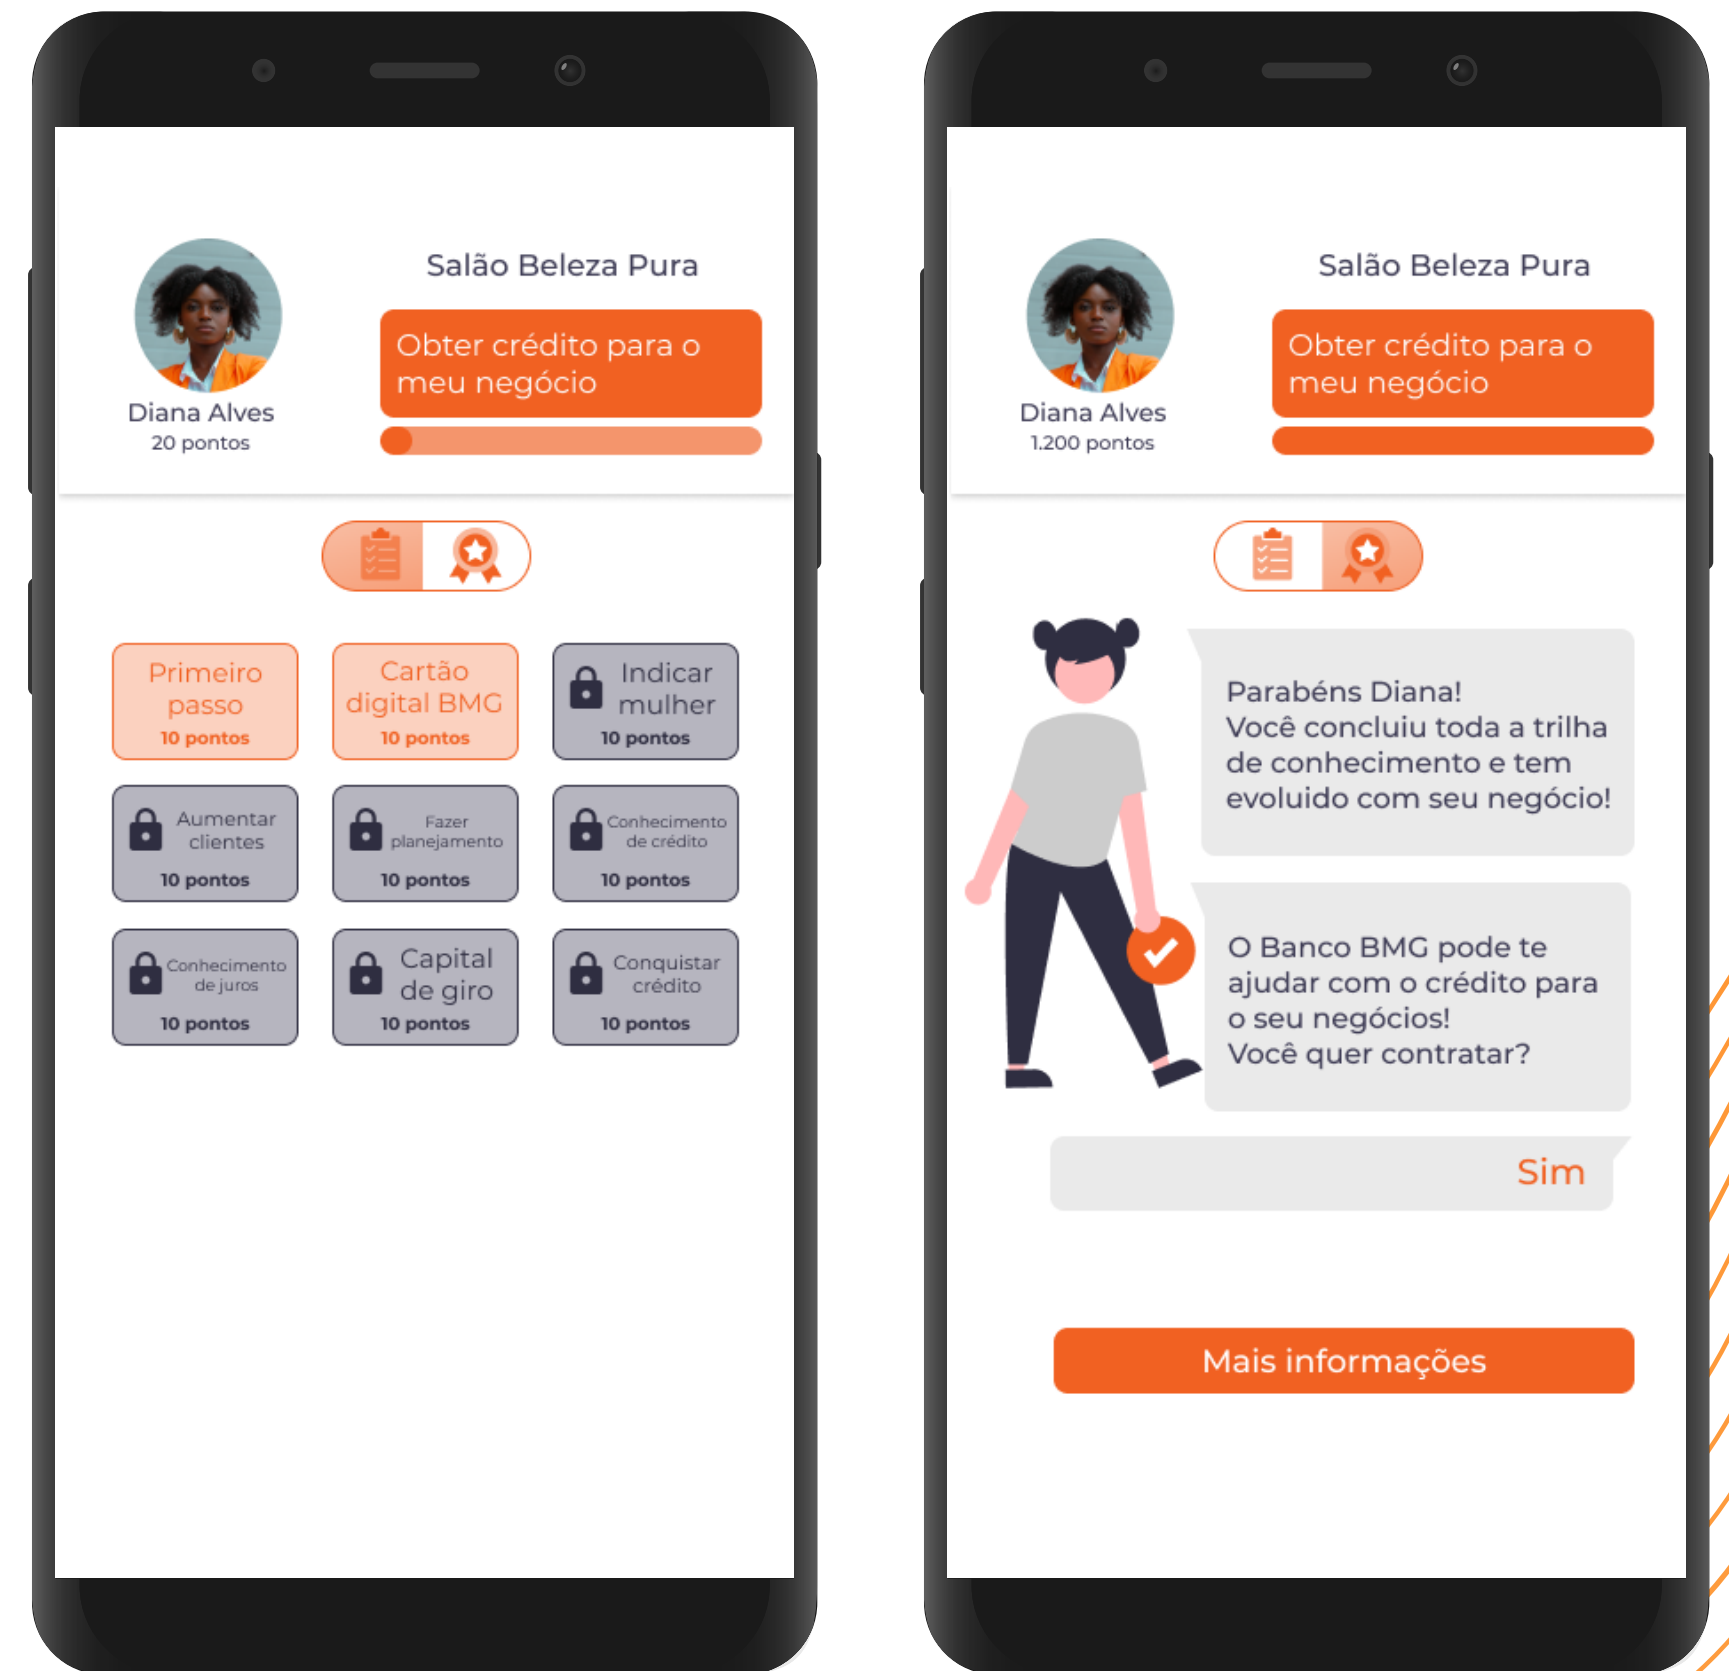 Salão Beleza Pura
Obter crédito para o
meu negócio
Diana Alves
20 pontos
Primeiro
passo
10 pontos
Cartão
digital BMG
10 pontos
Indicar
mulher
10 pontos
Aumentar
clientes
10 pontos
Fazer
planejamento
10 pontos
Conhecimento
de crédito
10 pontos
Conhecimento
de juros
10 pontos
Capital
de giro
10 pontos
Conquistar
crédito
10 pontos
Salão Beleza Pura
Obter crédito para o
meu negócio
Diana Alves
1.200 pontos
Parabéns Diana!
Você concluiu toda a trilha
de conhecimento e tem
evoluido com seu negócio!
O Banco BMG pode te
ajudar com o crédito para
o seu negócios!
Você quer contratar?
Sim
Mais informações